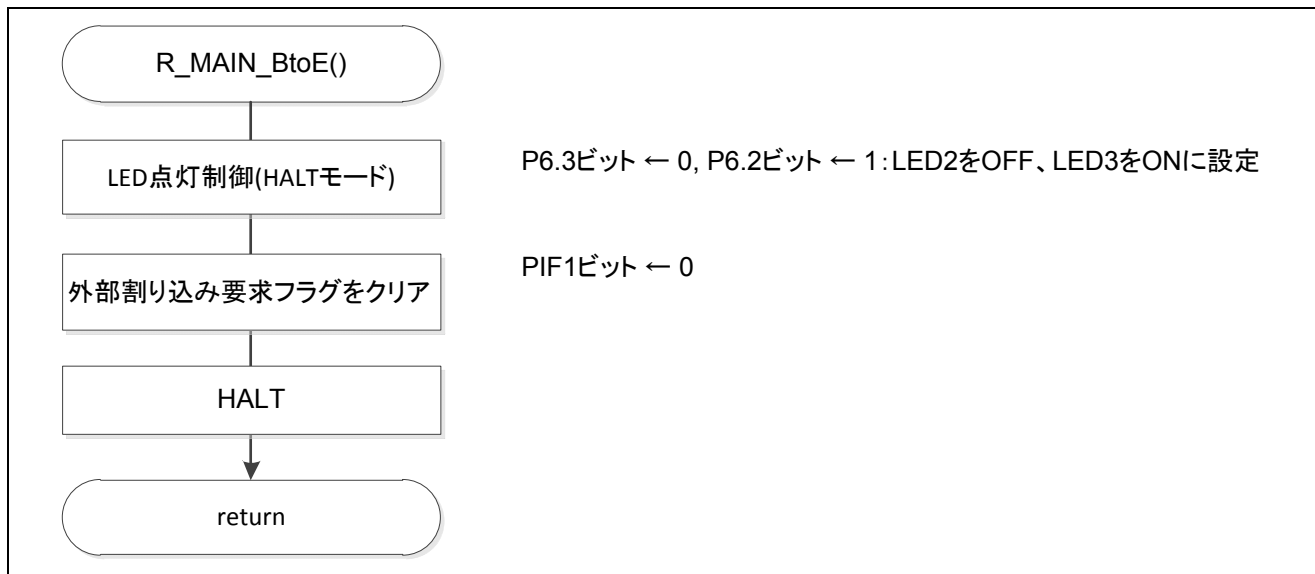 R_MAIN_BtoE()
LED点灯制御(HALTモード)
P6.3ビット ← 0, P6.2ビット ← 1:LED2をOFF、LED3をONに設定
外部割り込み要求フラグをクリア
PIF1ビット ← 0
HALT
return